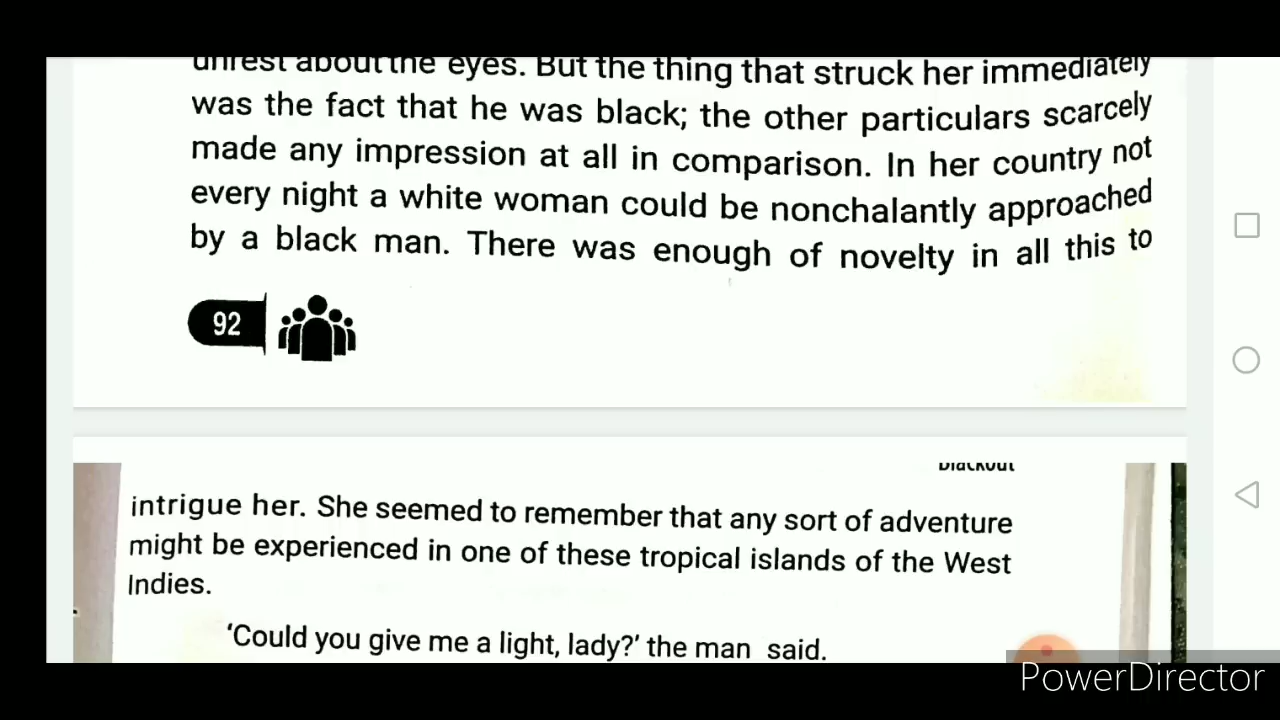 unrest about the eyes. But the thing that struck her immediately
was the fact that he was black; the other particulars scarcely
made any impression at all in comparison. In her country not
every night a white woman could be nonchalantly approached
by a black man. There was enough of novelty in all this to
92
Blackout
intrigue her. She seemed to remember that any sort of adventure
might be experienced in one of these tropical islands of the West
Indies.
‘Could you give me a light, lady?’ the man said.
PowerDirector